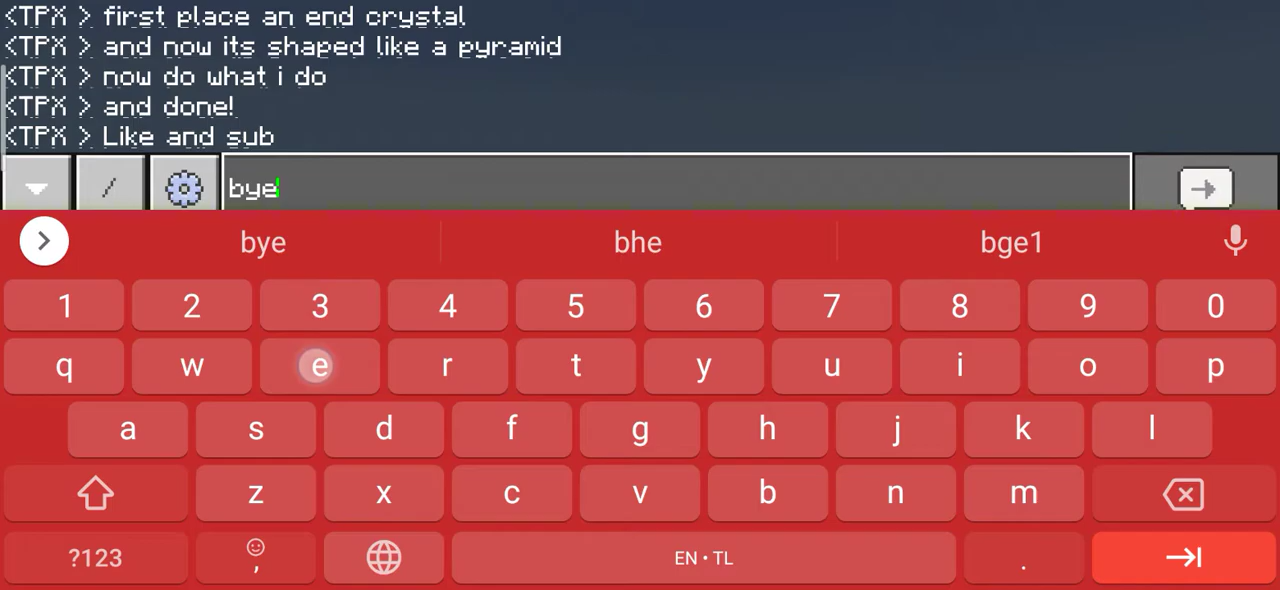 <TPX > first place an end crystal
<TPX > and now its shaped like a pyramid
<TPX > now do what i do
<TPX > and done!
<TPX > Like and sub
/ bye
bye bhe bge1
1 2 3 4 5 6 7 8 9 0
q w e r t y u i o p
a s d f g h j k l
z x c v b n m
?123 , EN • TL .